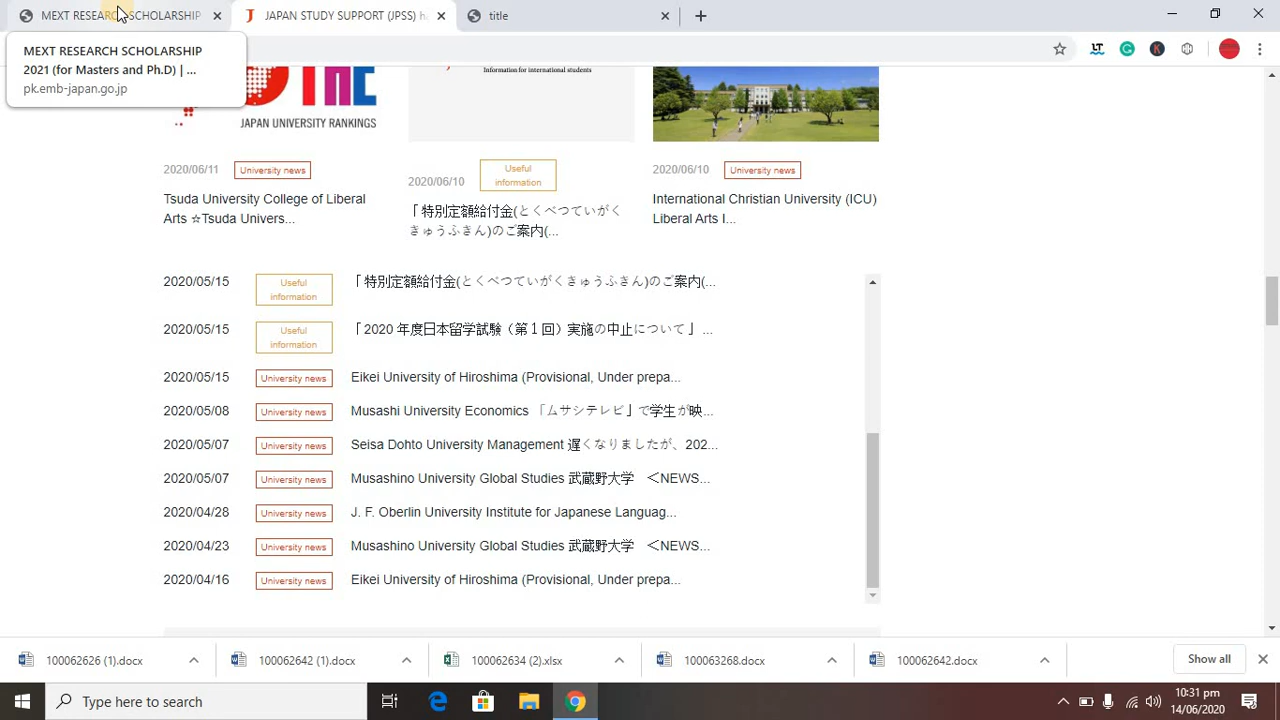 MEXT RESEARCH SCHOLARSHIP
JAPAN STUDY SUPPORT (JPSS) ha
title
MEXT RESEARCH SCHOLARSHIP
2021 (for Masters and Ph.D) | ...
pk.emb-japan.go.jp
JAPAN UNIVERSITY RANKINGS
Information for international students
2020/06/11 University news
Tsuda University College of Liberal
Arts ☆Tsuda Univers...
2020/06/10 Useful
information
「特別定額給付金(とくべつていがく
きゅうふきん)のご案内(...
2020/06/10 University news
International Christian University (ICU)
Liberal Arts I...
2020/05/15 Useful
information
「特別定額給付金(とくべつていがくきゅうふきん)のご案内(...
2020/05/15 Useful
information
「2020 年度日本留学試験（第１回）実施の中止について」 ...
2020/05/15 University news Eikei University of Hiroshima (Provisional, Under prepa...
2020/05/08 University news Musashi University Economics 「ムサシテレビ」で学生が映...
2020/05/07 University news Seisa Dohto University Management 遅くなりましたが、202...
2020/05/07 University news Musashino University Global Studies 武蔵野大学　＜NEWS...
2020/04/28 University news J. F. Oberlin University Institute for Japanese Languag...
2020/04/23 University news Musashino University Global Studies 武蔵野大学　＜NEWS...
2020/04/16 University news Eikei University of Hiroshima (Provisional, Under prepa...
100062626 (1).docx
100062642 (1).docx
100062634 (2).xlsx
100063268.docx
100062642.docx
Show all
Type here to search
10:31 pm
14/06/2020